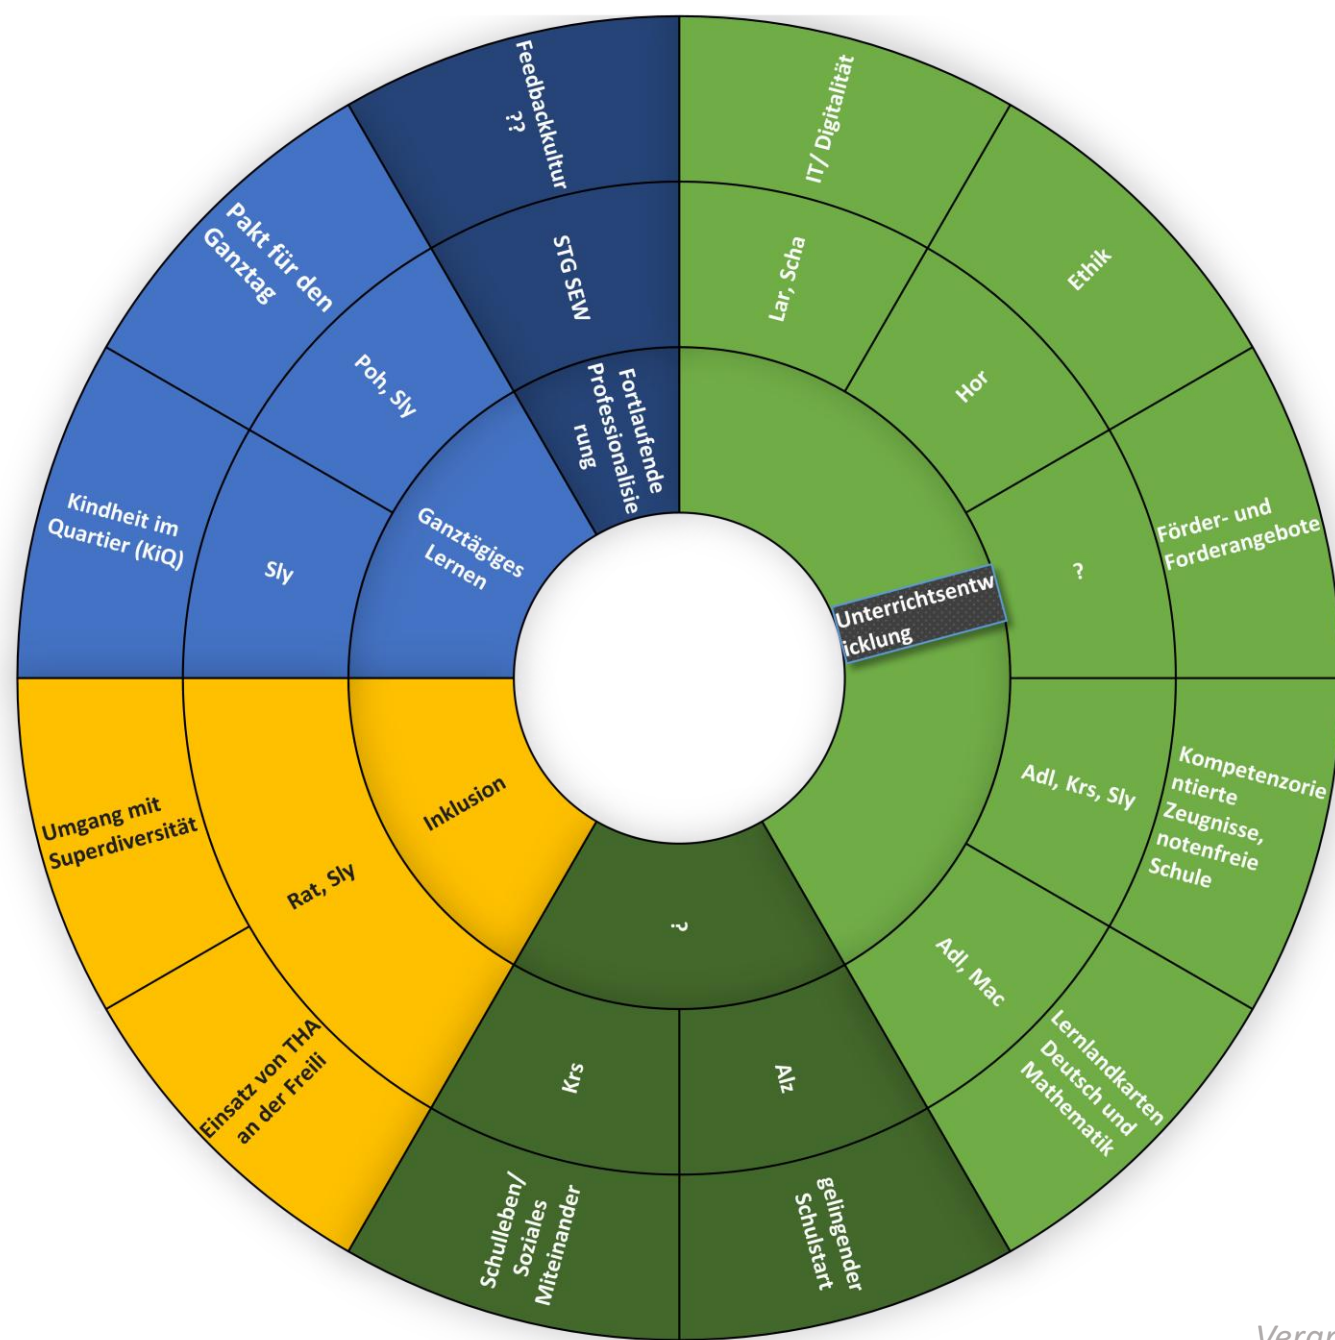 Feedbackkultur
??
STG SEW
Fortlaufende
Professionalisie
rung
IT/ Digitalität
Lar, Scha
Ethik
Hor
Förder- und
Forderangebote
?
Unterrichtsentw
icklung
Kompetenzorie
ntierte
Zeugnisse,
notenfreie
Schule
Adl, Krs, Sly
Lernlandkarten
Deutsch und
Mathematik
Adl, Mac
gelingender
Schulstart
Alz
?
Krs
Schulleben/
Soziales
Miteinander
Einsatz von THA
an der Freili
Rat, Sly
Inklusion
Umgang mit
Superdiversität
Kindheit im
Quartier (KiQ)
Sly
Ganztägiges
Lernen
Pakt für den
Ganztag
Poh, Sly